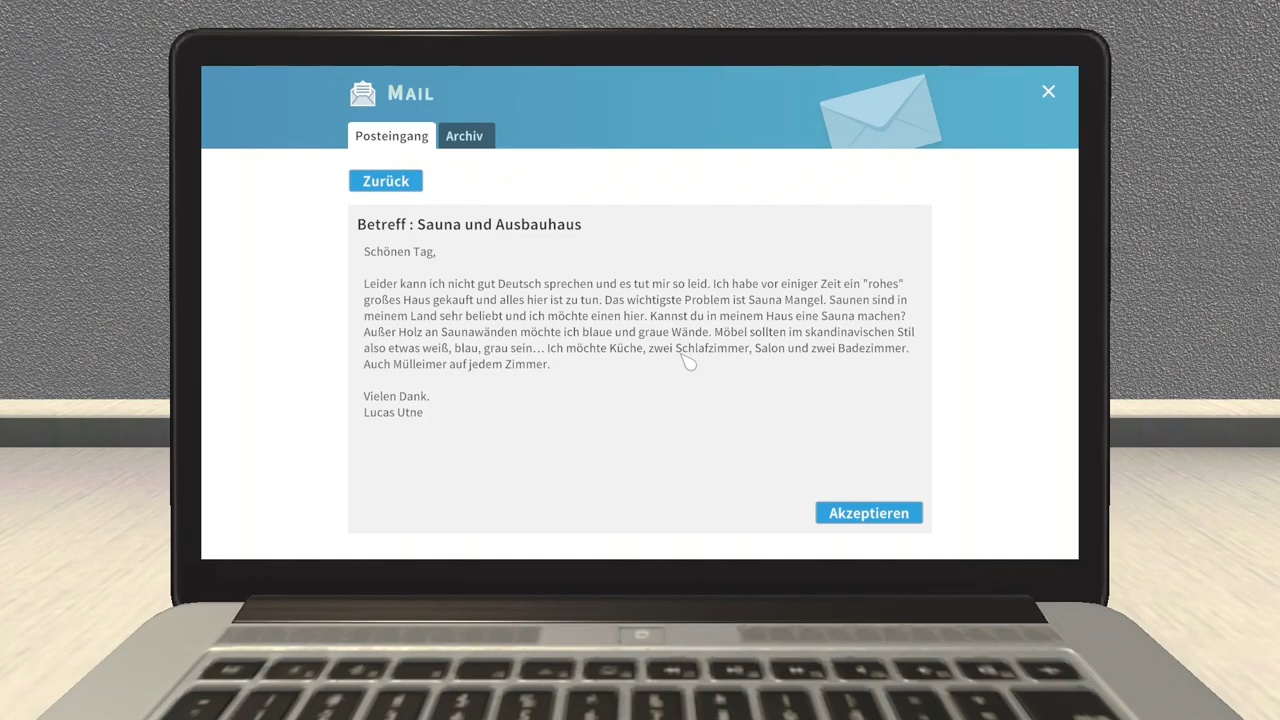 MAIL
Posteingang
Archiv
Zurück
Betreff : Sauna und Ausbauhaus
Schönen Tag,
Leider kann ich nicht gut Deutsch sprechen und es tut mir so leid. Ich habe vor einiger Zeit ein "rohes"
großes Haus gekauft und alles hier ist zu tun. Das wichtigste Problem ist Sauna Mangel. Saunen sind in
meinem Land sehr beliebt und ich möchte einen hier. Kannst du in meinem Haus eine Sauna machen?
Außer Holz an Saunawänden möchte ich blaue und graue Wände. Möbel sollten im skandinavischen Stil
also etwas weiß, blau, grau sein... Ich möchte Küche, zwei Schlafzimmer, Salon und zwei Badezimmer.
Auch Mülleimer auf jedem Zimmer.
Vielen Dank.
Lucas Utne
Akzeptieren